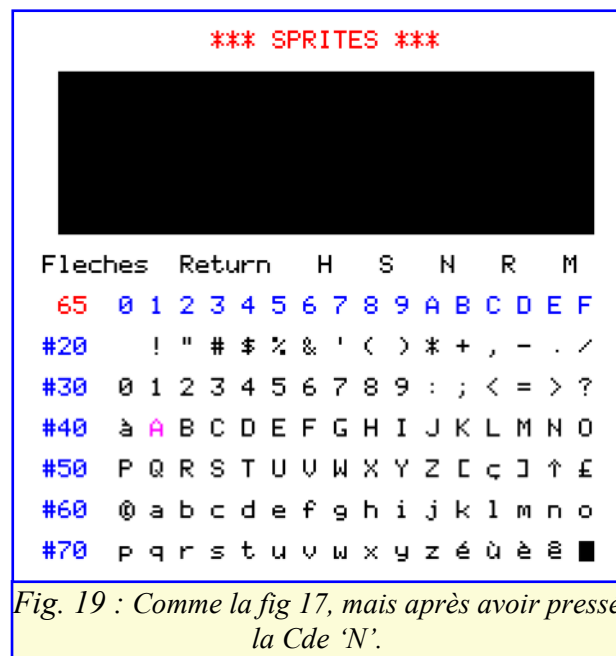 *** SPRITES ***
Fleches Return H S N R M
65 0 1 2 3 4 5 6 7 8 9 A B C D E F
#20 ! " # $ % & ' ( ) * + , - . /
#30 0 1 2 3 4 5 6 7 8 9 : ; < = > ?
#40 à A B C D E F G H I J K L M N O
#50 P Q R S T U V W X Y Z [ ç ] ↑ £
#60 © a b c d e f g h i j k l m n o
#70 p q r s t u v w x y z é ù è ê ■
Fig. 19 : Comme la fig 17, mais après avoir pressé
la Cde ‘N’.